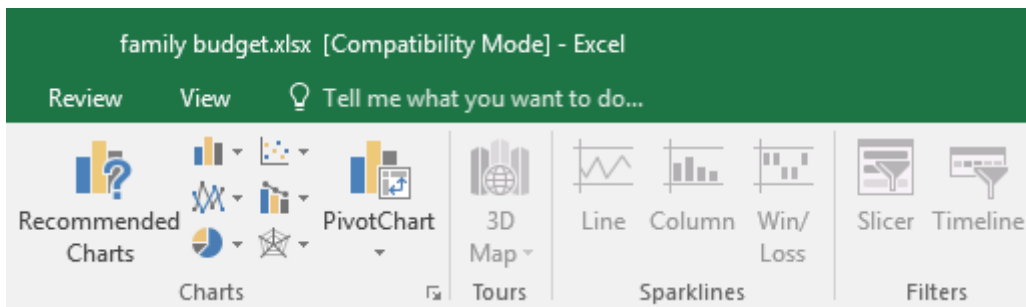 family budget.xlsx [Compatibility Mode] - Excel
Review View Tell me what you want to do...
Recommended Charts
PivotChart
3D Map
Line
Column
Win/ Loss
Slicer
Timeline
Charts Tours Sparklines Filters